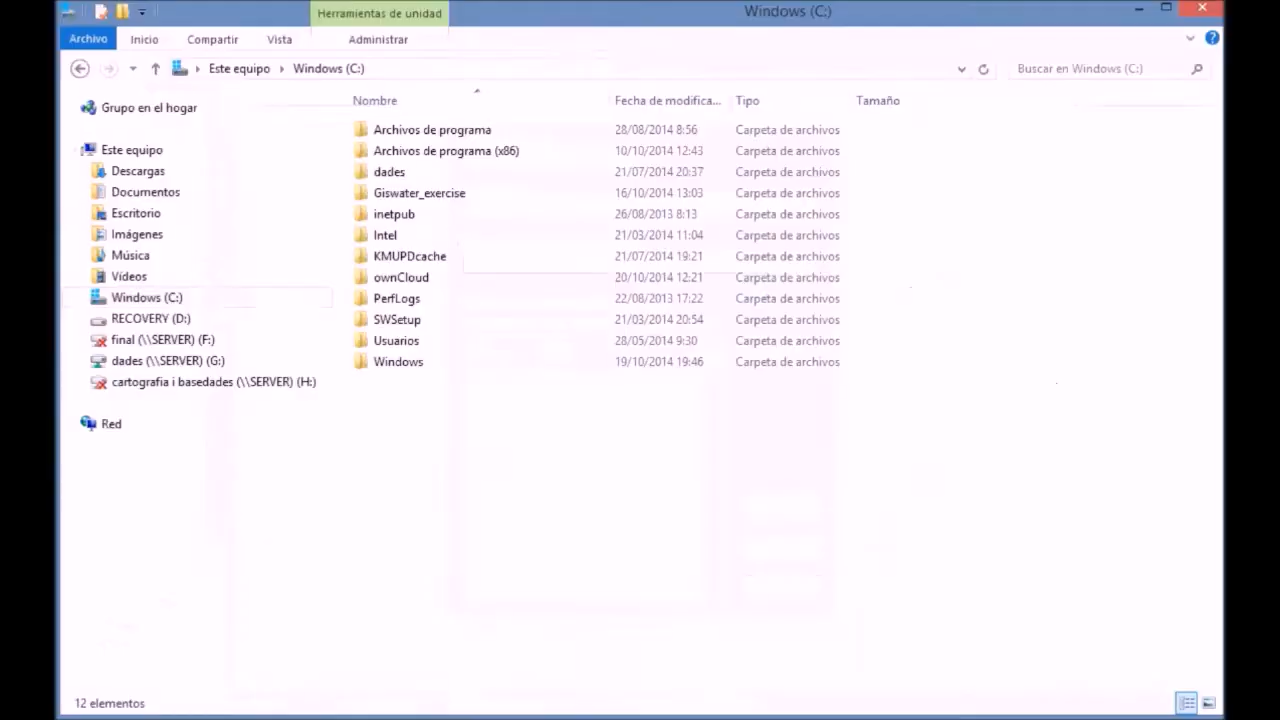 Herramientas de unidad
Windows (C:)
Archivo Inicio Compartir Vista Administrar
Este equipo Windows (C:) Buscar en Windows (C:)
Grupo en el hogar
Este equipo
Descargas
Documentos
Escritorio
Imágenes
Música
Vídeos
Windows (C:)
RECOVERY (D:)
final (\\SERVER) (F:)
dades (\\SERVER) (G:)
cartografia i basedades (\\SERVER) (H:)
Red
Nombre Fecha de modifica... Tipo Tamaño
Archivos de programa 28/08/2014 8:56 Carpeta de archivos
Archivos de programa (x86) 10/10/2014 12:43 Carpeta de archivos
dades 21/07/2014 20:37 Carpeta de archivos
Giswater_exercise 16/10/2014 13:03 Carpeta de archivos
inetpub 26/08/2013 8:13 Carpeta de archivos
Intel 21/03/2014 11:04 Carpeta de archivos
KMUPDcache 21/07/2014 19:21 Carpeta de archivos
ownCloud 20/10/2014 12:21 Carpeta de archivos
PerfLogs 22/08/2013 17:22 Carpeta de archivos
SWSetup 21/03/2014 20:54 Carpeta de archivos
Usuarios 28/05/2014 9:30 Carpeta de archivos
Windows 19/10/2014 19:46 Carpeta de archivos
12 elementos